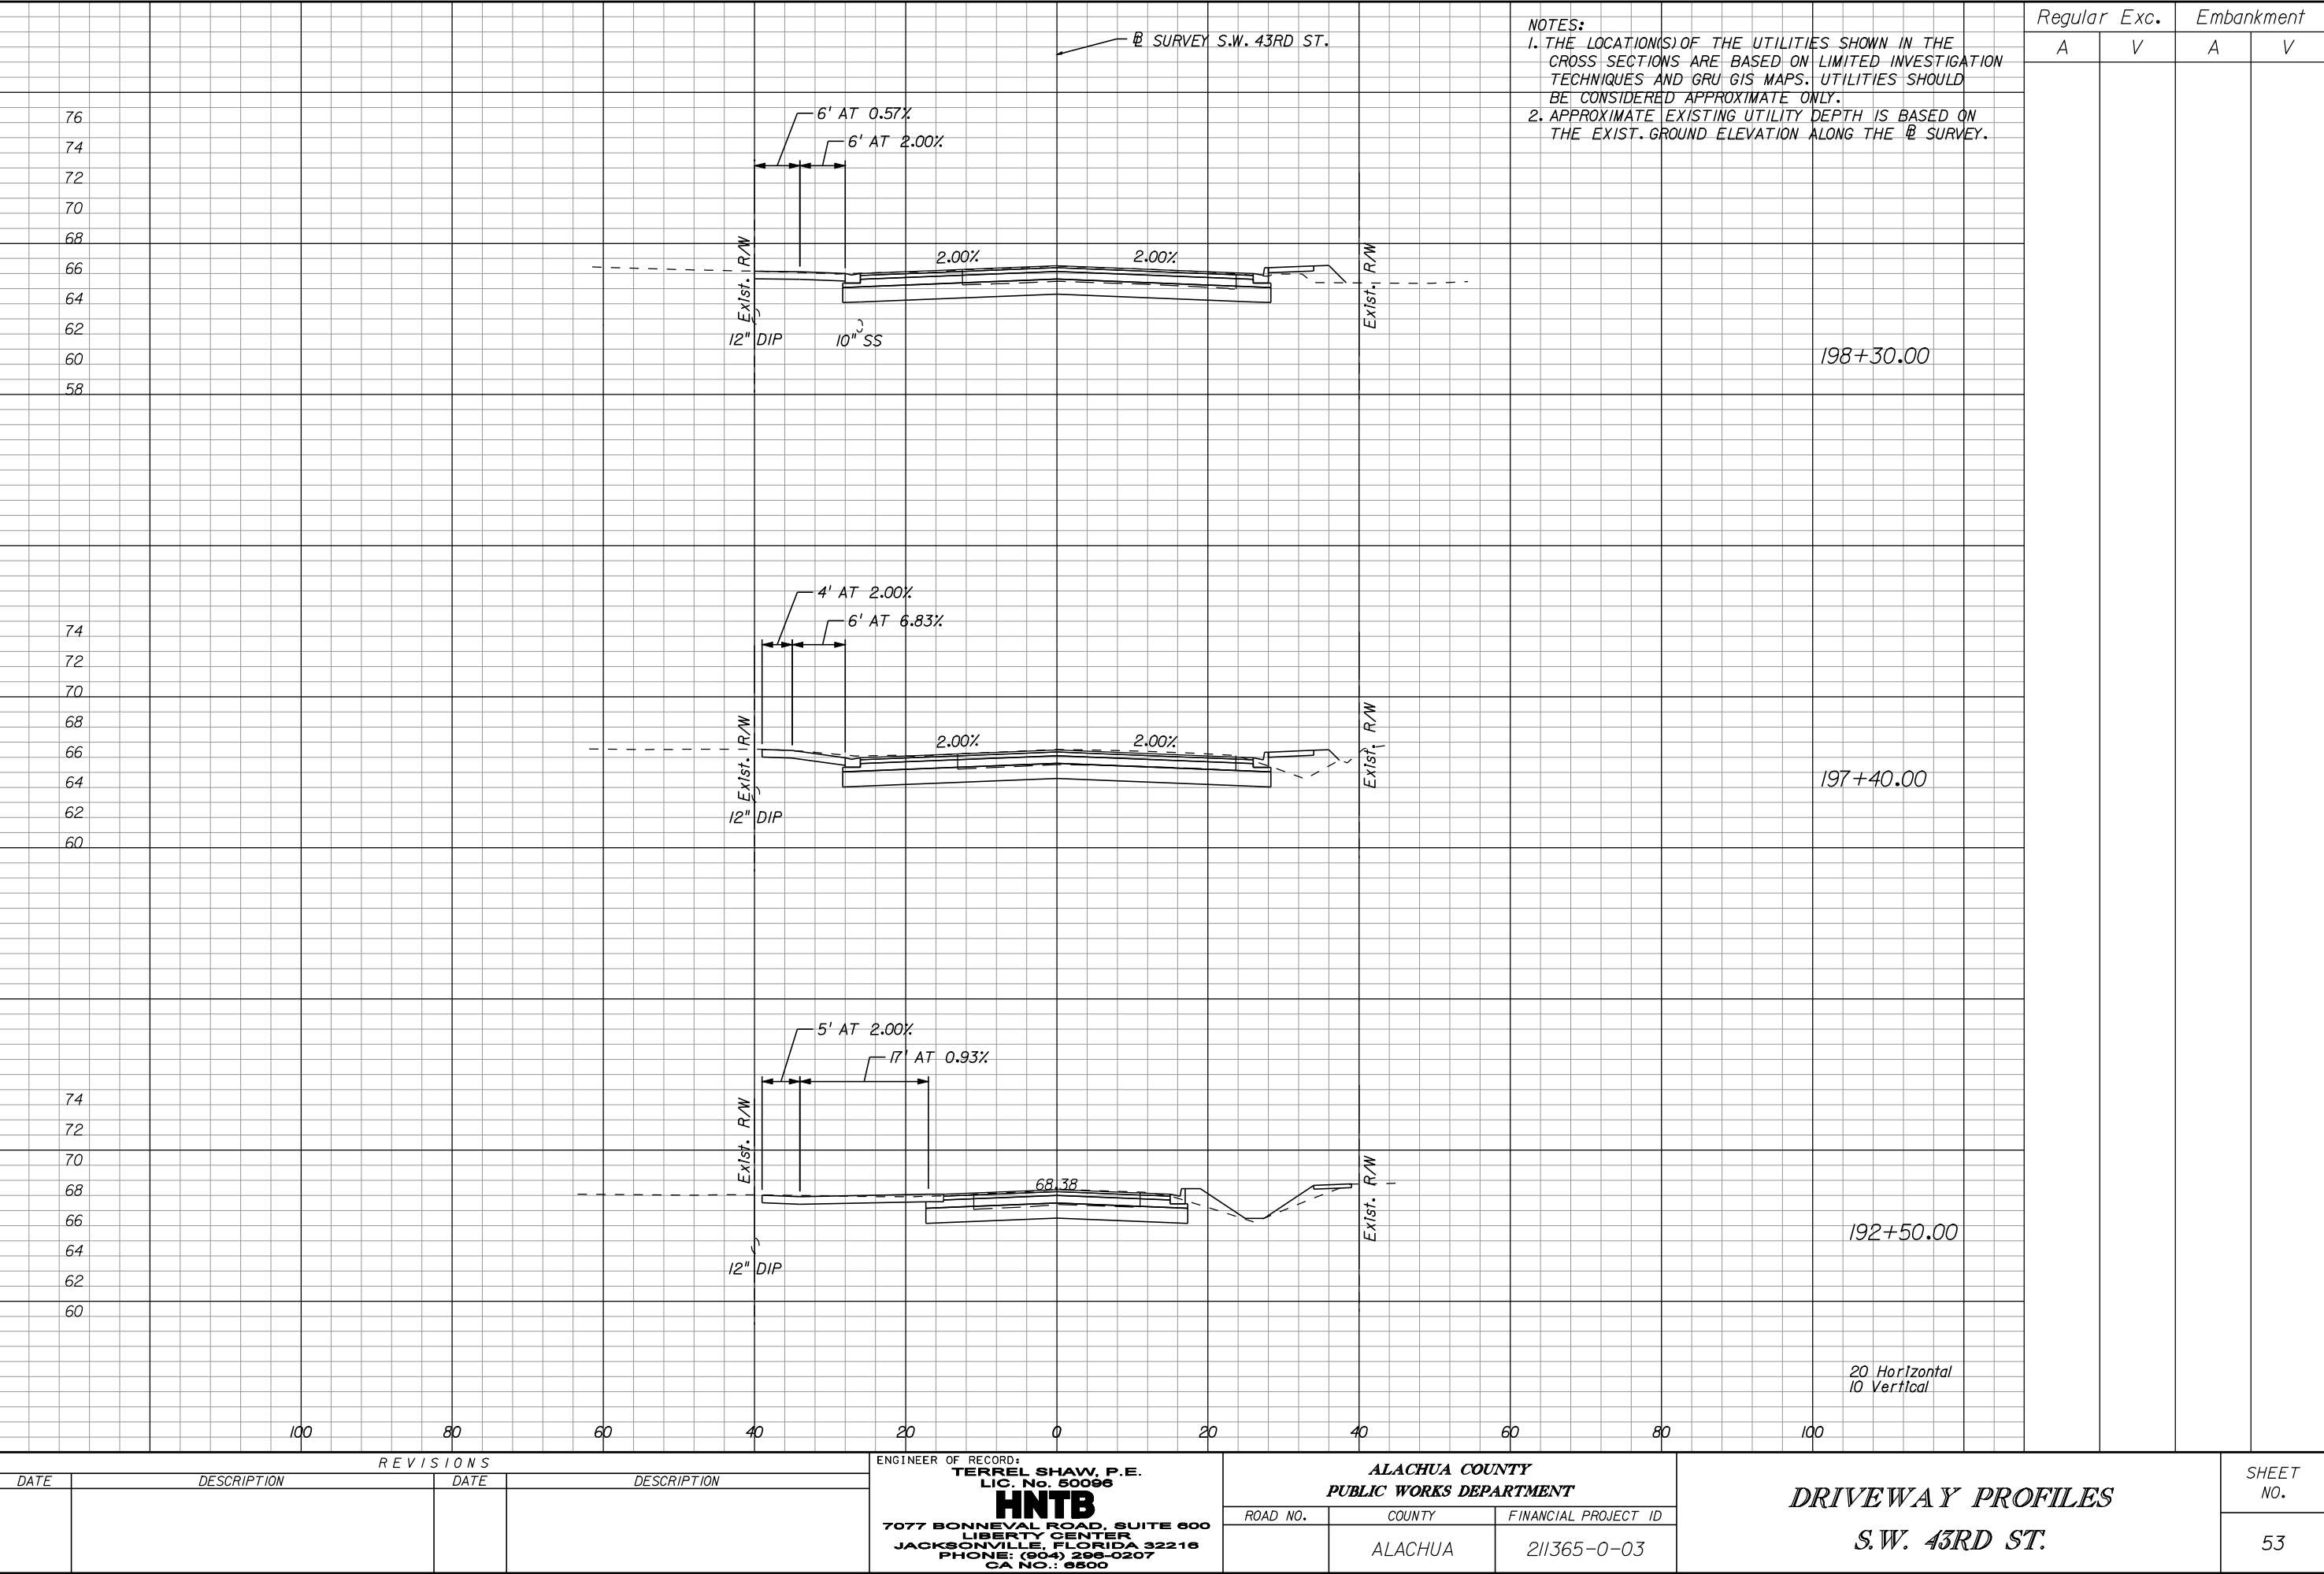 NOTES:
1. THE LOCATION(S) OF THE UTILITIES SHOWN IN THE
CROSS SECTIONS ARE BASED ON LIMITED INVESTIGATION
TECHNIQUES AND GRU GIS MAPS. UTILITIES SHOULD
BE CONSIDERED APPROXIMATE ONLY.
2. APPROXIMATE EXISTING UTILITY DEPTH IS BASED ON
THE EXIST. GROUND ELEVATION ALONG THE BL SURVEY.
Regular Exc. Embankment
A V A V
BL SURVEY S.W. 43RD ST.
6' AT 0.57%
6' AT 2.00%
76
74
72
70
68
66
64
62
60
58
Exist. R/W
2.00% 2.00%
Exist. R/W
12" DIP
10" SS
198+30.00
4' AT 2.00%
6' AT 6.83%
74
72
70
68
66
64
62
60
Exist. R/W
2.00% 2.00%
Exist. R/W
12" DIP
197+40.00
5' AT 2.00%
17' AT 0.93%
74
72
70
68
66
64
62
60
Exist. R/W
68.38
Exist. R/W
12" DIP
192+50.00
20 Horizontal
10 Vertical
100 80 60 40 20 0 20 40 60 80 100
REVISIONS
DATE DESCRIPTION DATE DESCRIPTION
ENGINEER OF RECORD:
TERREL SHAW, P.E.
LIC. No. 50096
HNTB
7077 BONNEVAL ROAD, SUITE 600
LIBERTY CENTER
JACKSONVILLE, FLORIDA 32216
PHONE: (904) 296-0207
CA NO.: 6500
ALACHUA COUNTY
PUBLIC WORKS DEPARTMENT
ROAD NO. COUNTY FINANCIAL PROJECT ID
ALACHUA 211365-0-03
DRIVEWAY PROFILES
S.W. 43RD ST.
SHEET
NO.
53